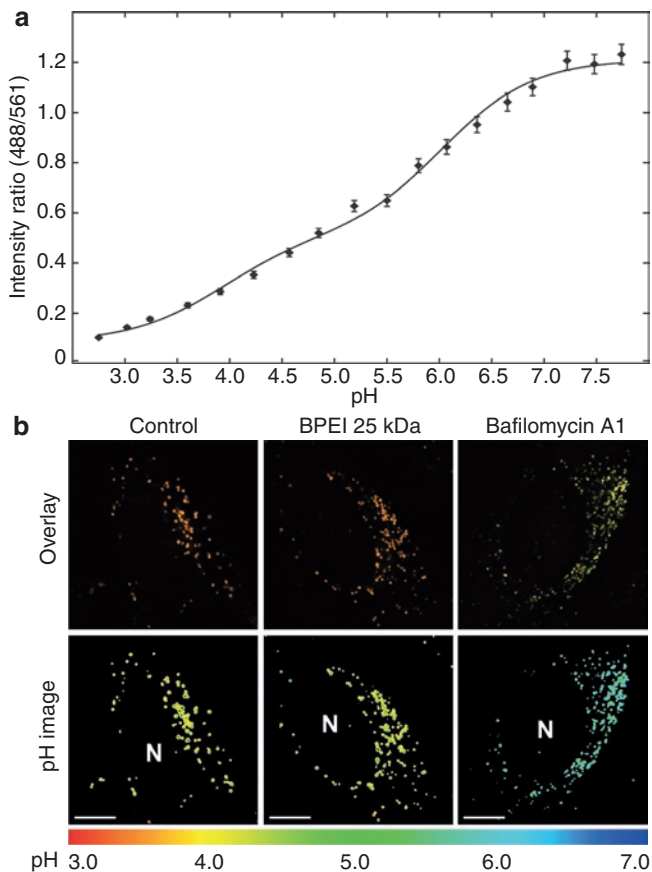 a
Intensity ratio (488/561)
1.2
1.0
0.8
0.6
0.4
0.2
0
3.0 3.5 4.0 4.5 5.0 5.5 6.0 6.5 7.0 7.5
pH
b
Control BPEI 25 kDa Bafilomycin A1
Overlay
pH image
N N N
pH 3.0 4.0 5.0 6.0 7.0